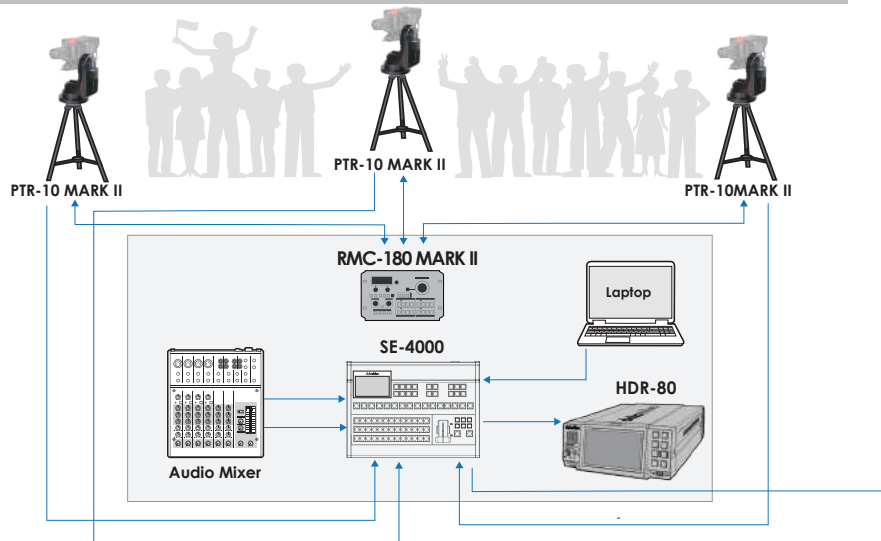 PTR-10 MARK II
PTR-10 MARK II
PTR-10MARK II
RMC-180 MARK II
Laptop
SE-4000
HDR-80
Audio Mixer